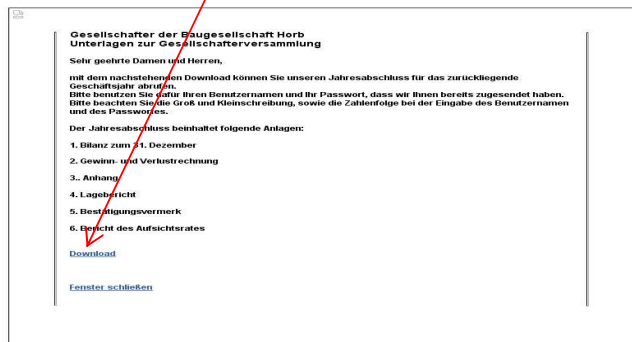 Gesellschafter der Baugesellschaft Horb
Unterlagen zur Gesellschafterversammlung
Sehr geehrte Damen und Herren,
mit dem nachstehenden Download können Sie unseren Jahresabschluss für das zurückliegende
Geschäftsjahr abrufen.
Bitte benutzen Sie dafür Ihren Benutzernamen und Ihr Passwort, dass wir Ihnen bereits zugesendet haben.
Bitte beachten Sie die Groß und Kleinschreibung, sowie die Zahlenfolge bei der Eingabe des Benutzernamen
und des Passwortes.
Der Jahresabschluss beinhaltet folgende Anlagen:
1. Bilanz zum 31. Dezember
2. Gewinn- und Verlustrechnung
3.. Anhang
4. Lagebericht
5. Bestätigungsvermerk
6. Bericht des Aufsichtsrates
Download
Fenster schließen